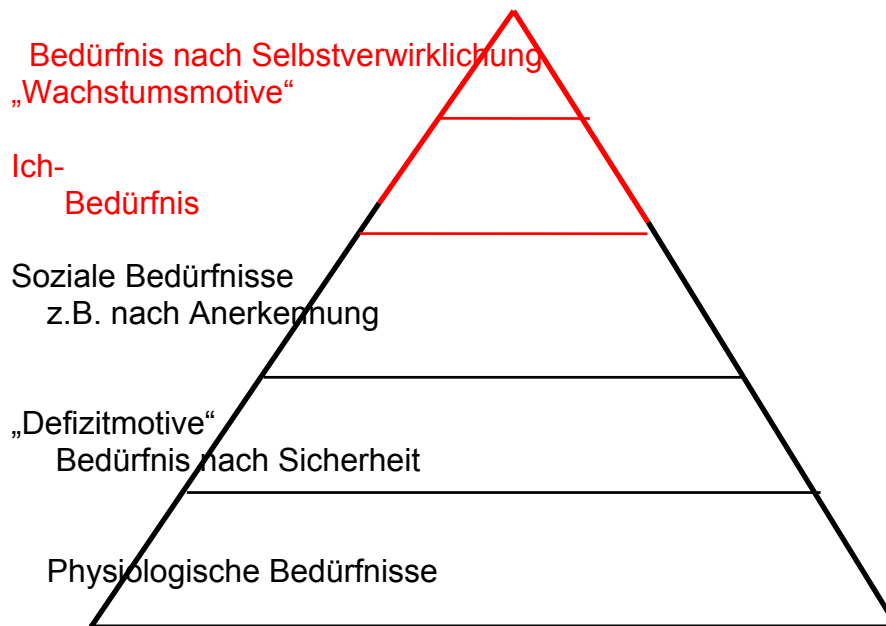 Bedürfnis nach Selbstverwirklichung
„Wachstumsmotive“
Ich-
Bedürfnis
Soziale Bedürfnisse
z.B. nach Anerkennung
„Defizitmotive“
Bedürfnis nach Sicherheit
Physiologische Bedürfnisse